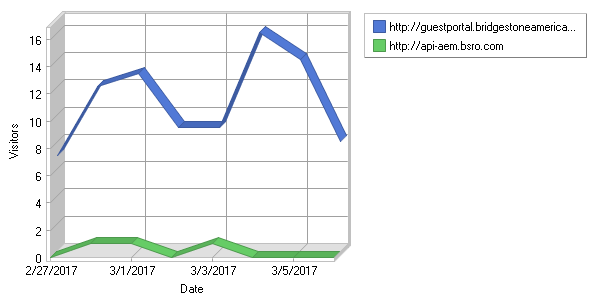 http://guestportal.bridgestoneamerica...
http://api-aem.bsro.com
Visitors
16
14
12
10
8
6
4
2
0
2/27/2017 3/1/2017 3/3/2017 3/5/2017
Date